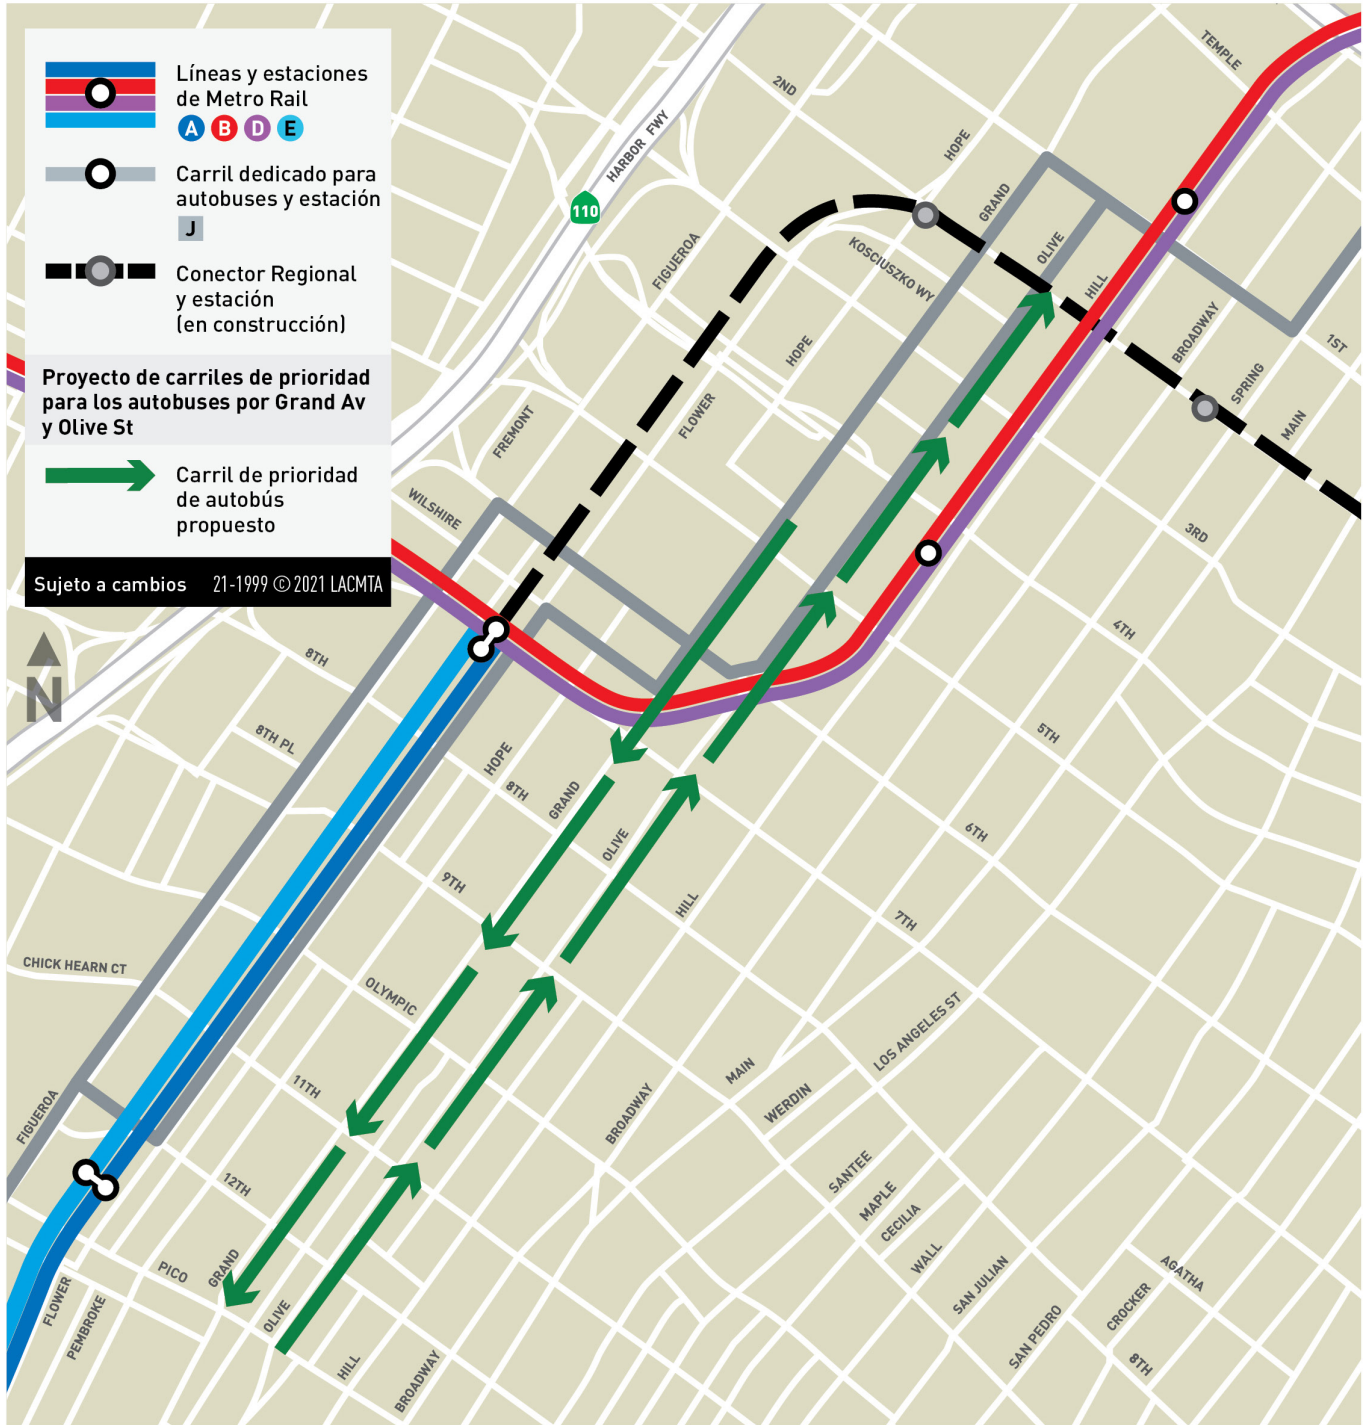 Líneas y estaciones
de Metro Rail
A B D E
Carril dedicado para
autobuses y estación
J
Conector Regional
y estación
(en construcción)
Proyecto de carriles de prioridad
para los autobuses por Grand Av
y Olive St
Carril de prioridad
de autobús
propuesto
Sujeto a cambios 21-1999 © 2021 LACMTA
N
TEMPLE
2ND
HARBOR FWY
110
HOPE
GRAND
OLIVE
KOSCIUSZKO WY
FIGUEROA
HILL
BROADWAY
1ST
HOPE
SPRING
MAIN
FLOWER
FREMONT
WILSHIRE
3RD
4TH
8TH
5TH
8TH PL
HOPE
8TH
GRAND
OLIVE
6TH
9TH
HILL
7TH
CHICK HEARN CT
OLYMPIC
LOS ANGELES ST
MAIN
11TH
WERDIN
BROADWAY
FIGUEROA
12TH
SANTEE
MAPLE
CECILIA
WALL
PICO
GRAND
SAN JULIAN
AGATHA
FLOWER
PEMBROKE
OLIVE
CROCKER
SAN PEDRO
HILL
BROADWAY
8TH